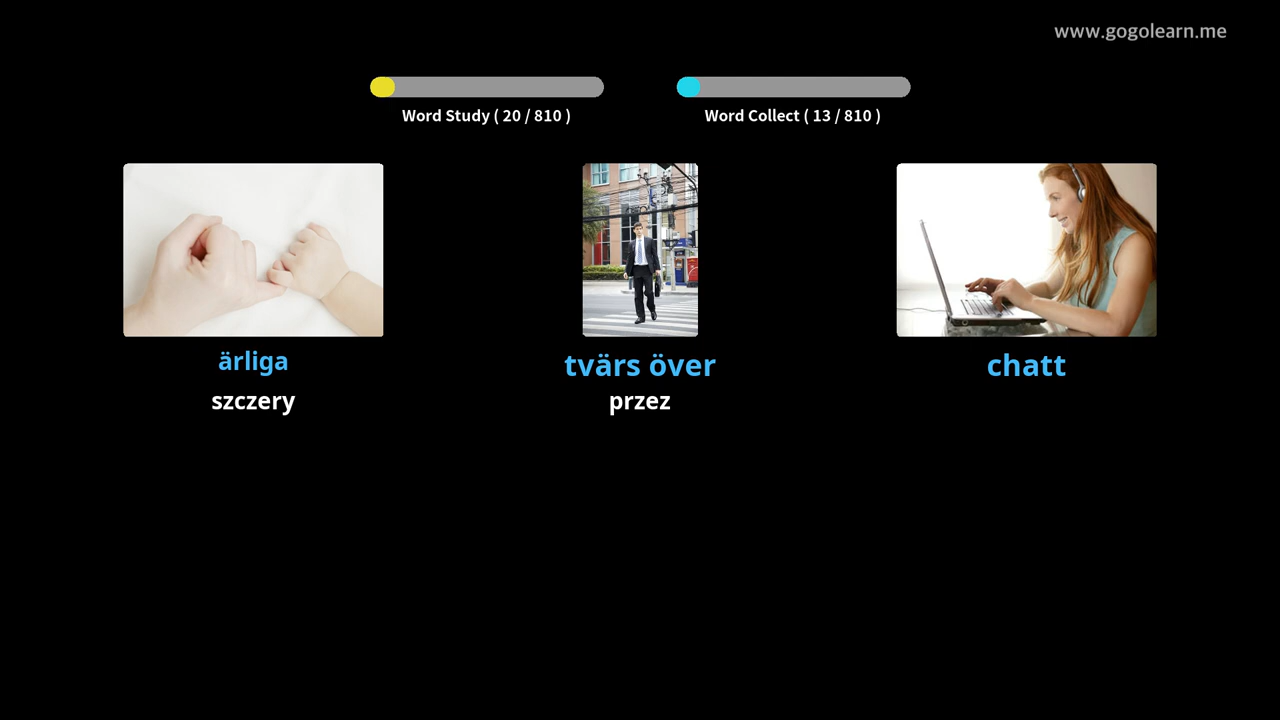 www.gogolearn.me
Word Study ( 20 / 810 )
Word Collect ( 13 / 810 )
ärliga
tvärs över
chatt
szczery
przez